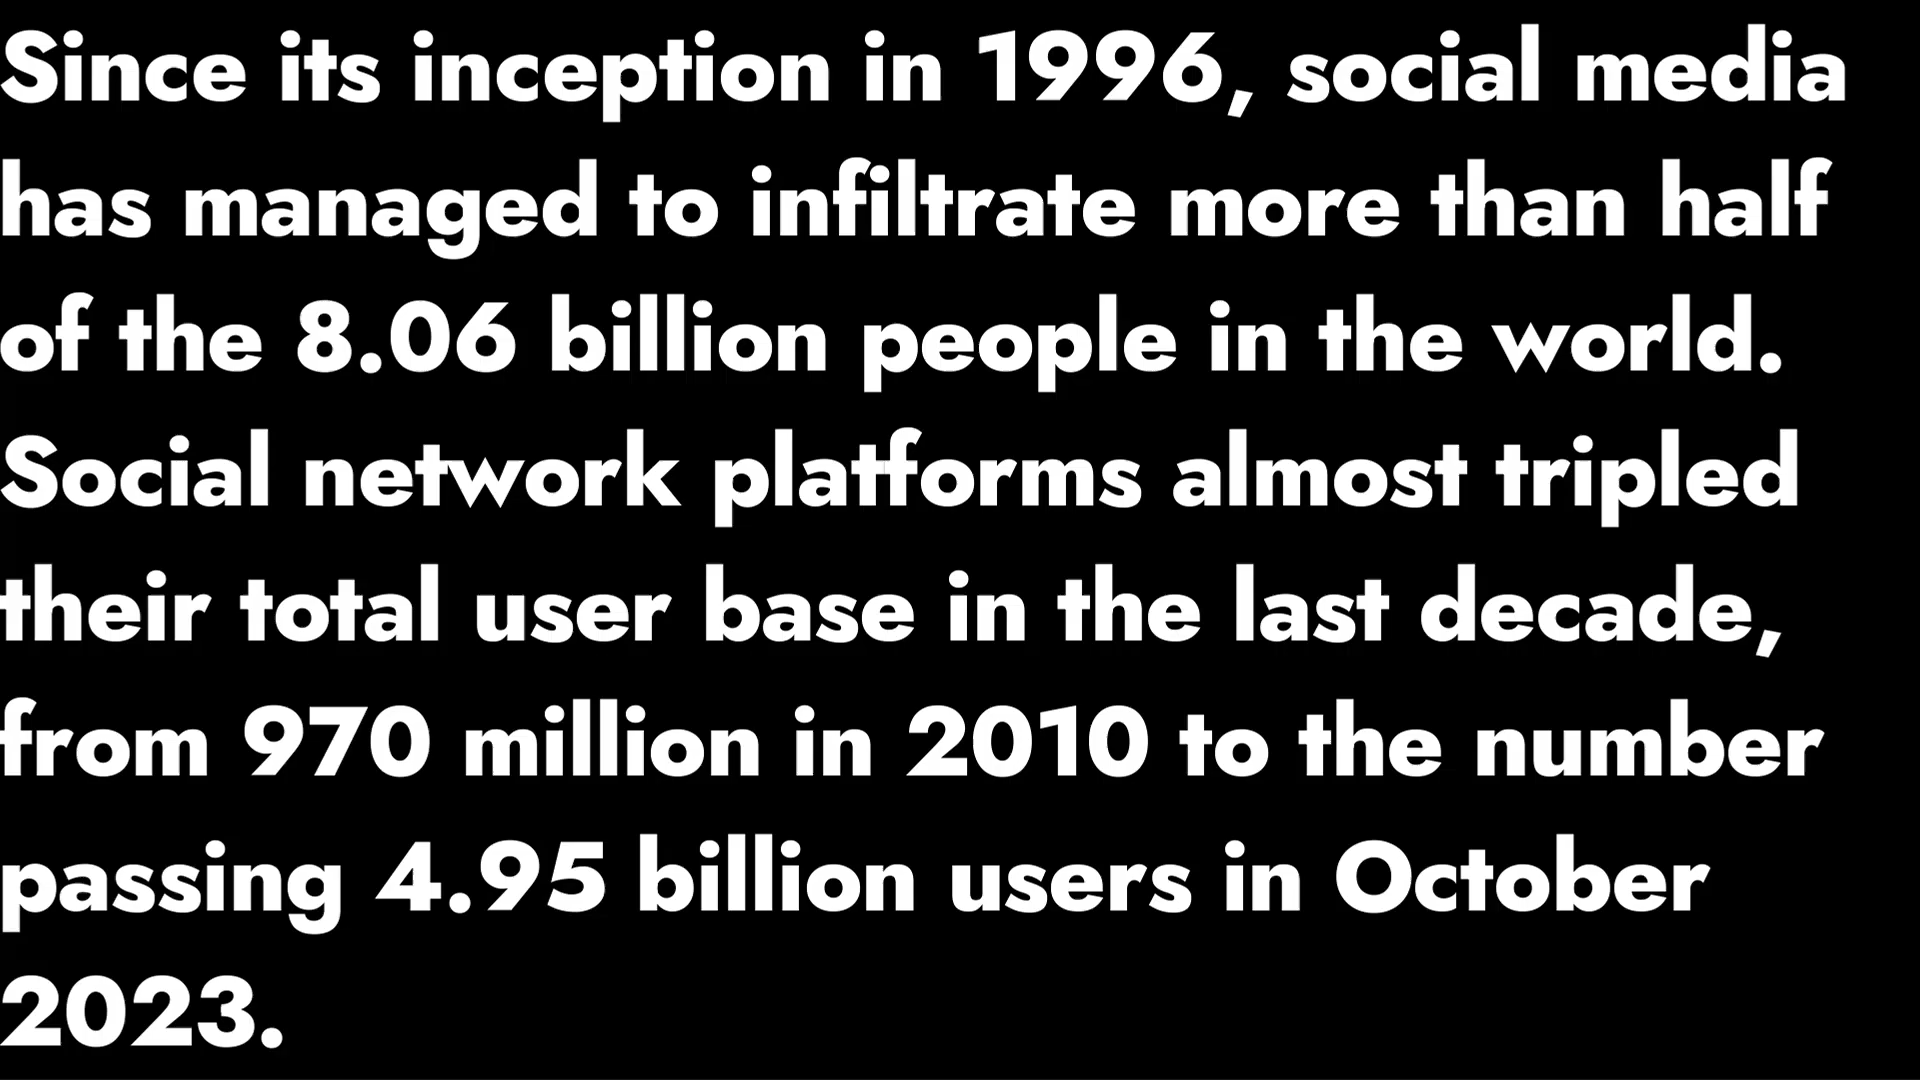 Since its inception in 1996, social media
has managed to infiltrate more than half
of the 8.06 billion people in the world.
Social network platforms almost tripled
their total user base in the last decade,
from 970 million in 2010 to the number
passing 4.95 billion users in October
2023.